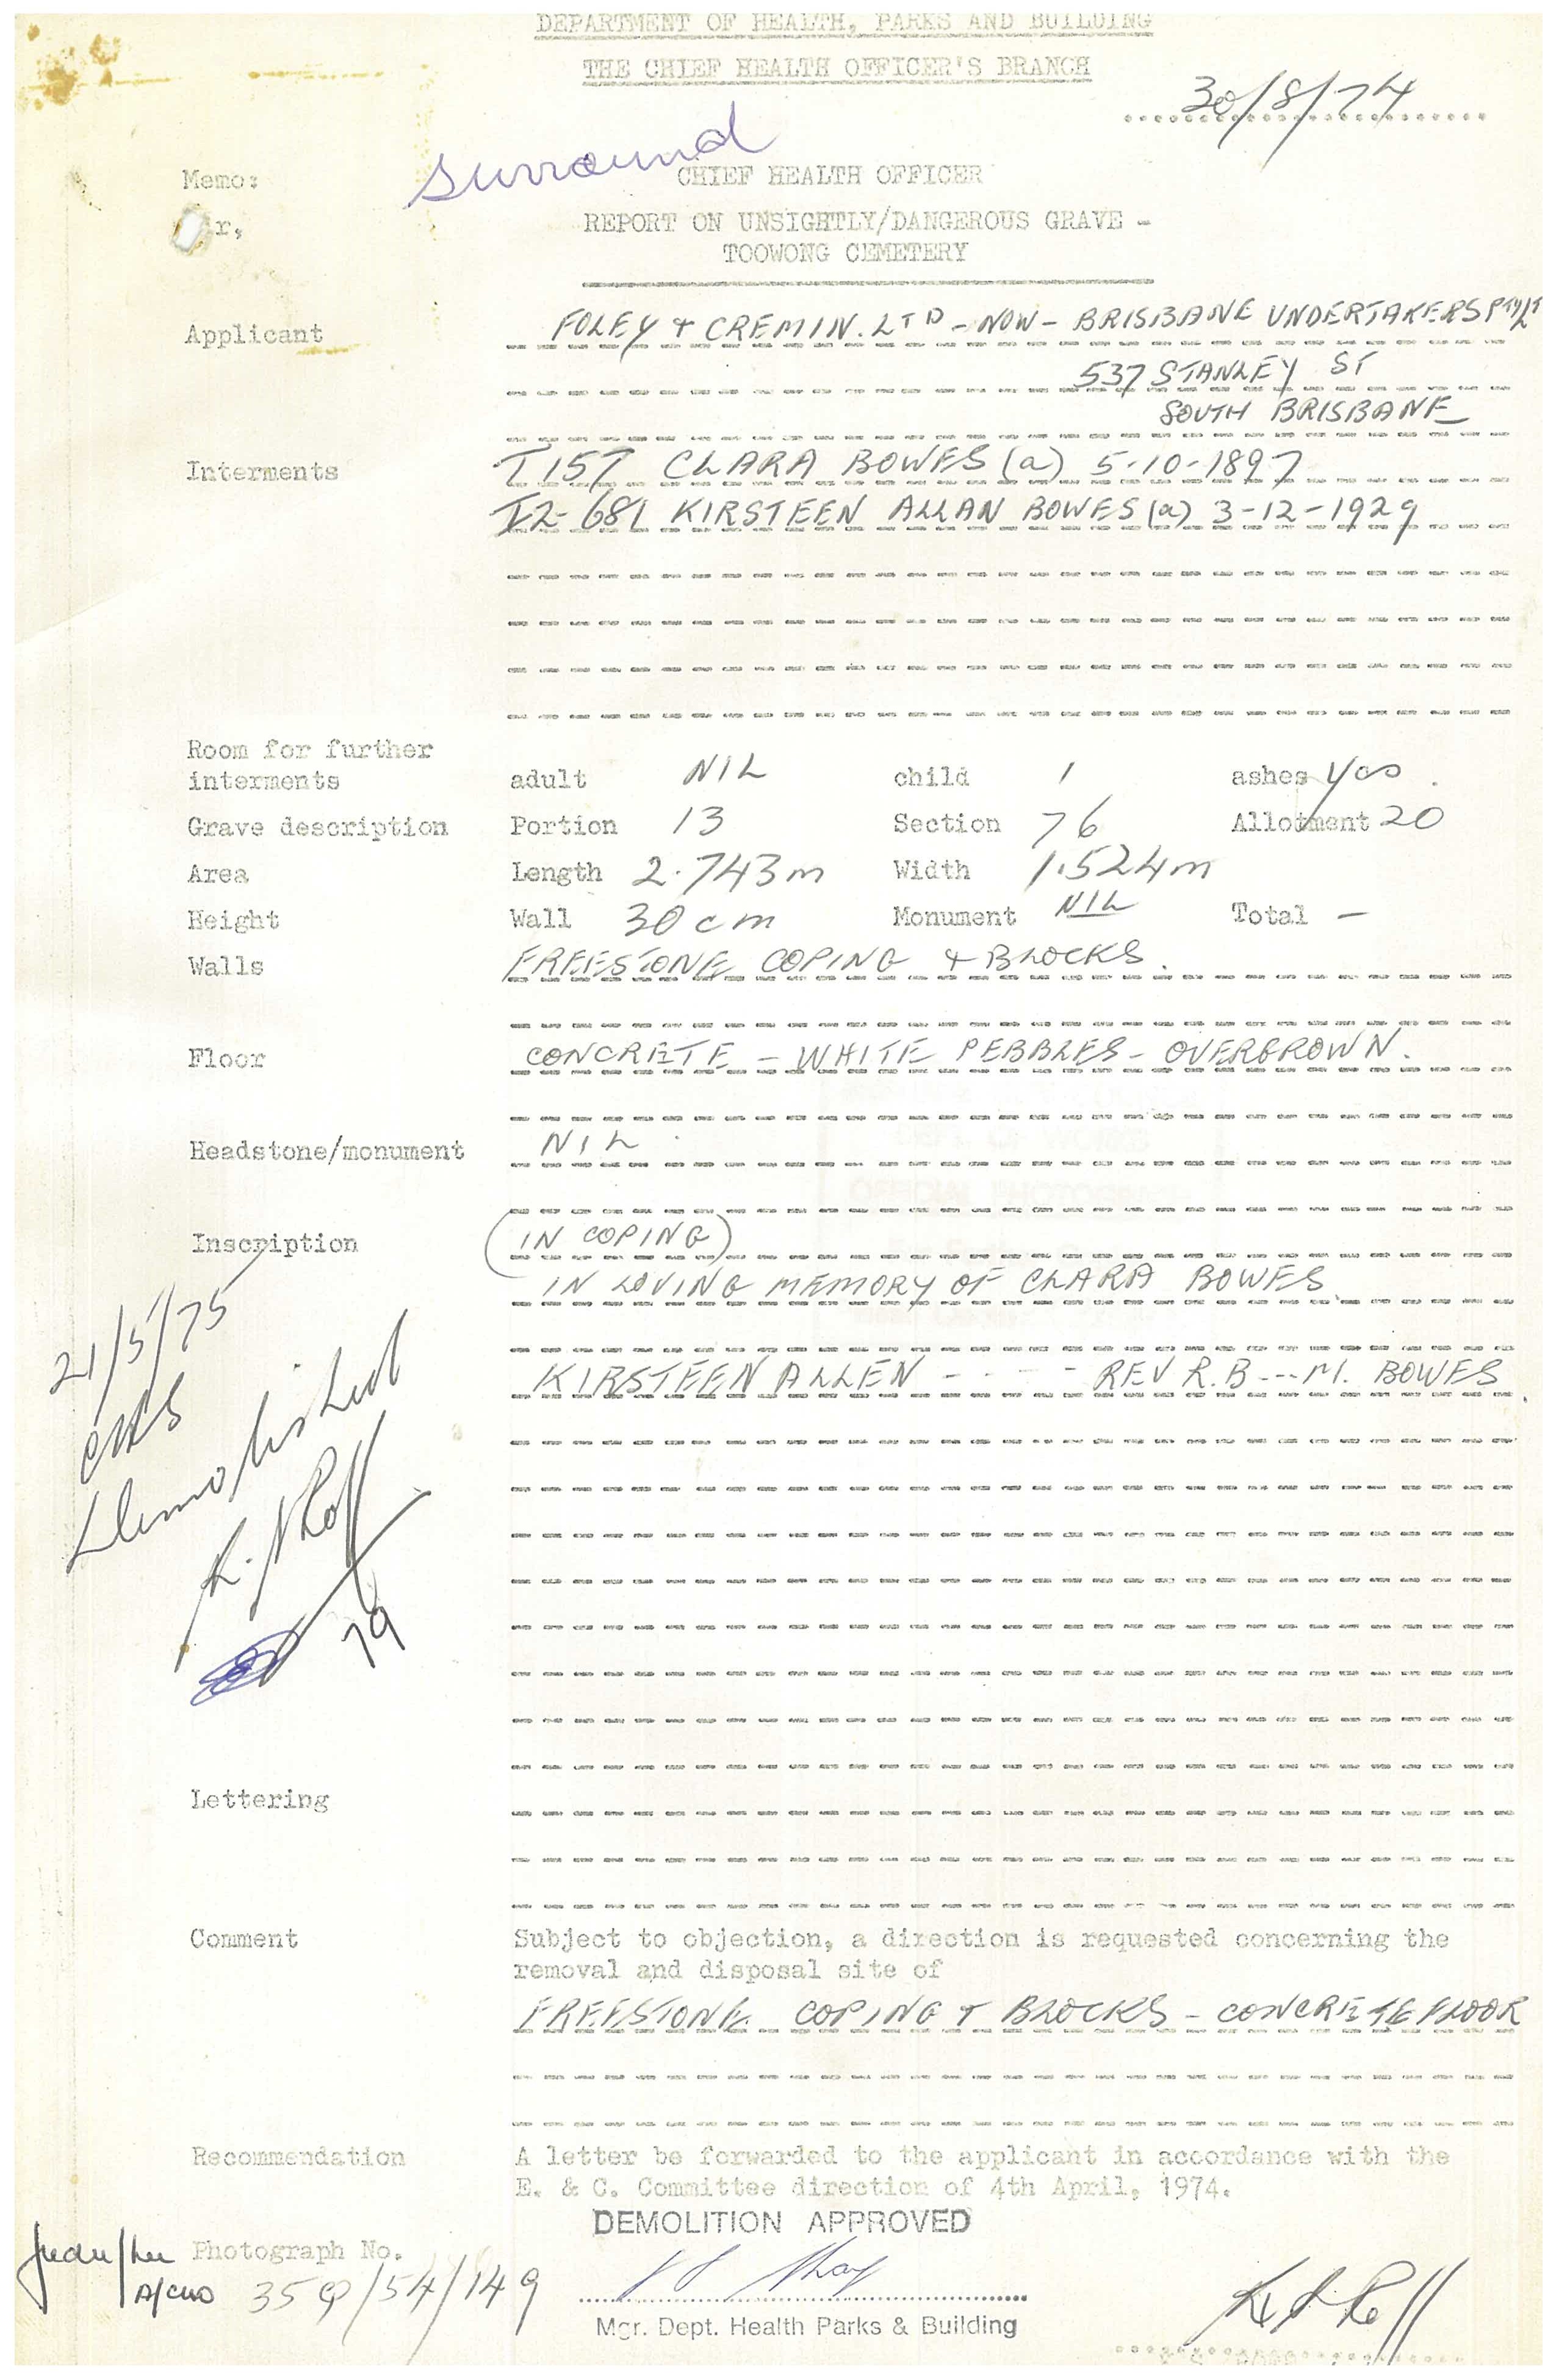 DEPARTMENT OF HEALTH, PARKS AND BUILDING
THE CHIEF HEALTH OFFICER'S BRANCH
30/8/74
surround
Memo: CHIEF HEALTH OFFICER
r,
REPORT ON UNSIGHTLY/DANGEROUS GRAVE -
TOOWONG CEMETERY
Applicant FOLEY & CREMIN. LTD - NOW - BRISBANE UNDERTAKERS PTY/LT
537 STANLEY ST
SOUTH BRISBANE
Interments T157 CLARA BOWES (a) 5-10-1897
T2-681 KIRSTEEN ALLAN BOWES (a) 3-12-1929
Room for further
interments adult NIL child 1 ashes yes.
Grave description Portion 13 Section 76 Allotment 20
Area Length 2.743m Width 1.524m
Height Wall 30cm Monument NIL Total -
Walls FREESTONE COPING & BLOCKS.
Floor CONCRETE - WHITE PEBBLES - OVERGROWN.
Headstone/monument NIL.
Inscription (IN COPING)
IN LOVING MEMORY OF CLARA BOWES
KIRSTEEN ALLEN - - - - REV R.B---M. BOWES.
21/5/75
Demolished
79
Lettering
Comment Subject to objection, a direction is requested concerning the
removal and disposal site of
FREESTONE COPING & BLOCKS - CONCRETE FLOOR
Recommendation A letter be forwarded to the applicant in accordance with the
E. & C. Committee direction of 4th April, 1974.
DEMOLITION APPROVED
Photograph No.
A/CHO 35Q/54/149
Mgr. Dept. Health Parks & Building